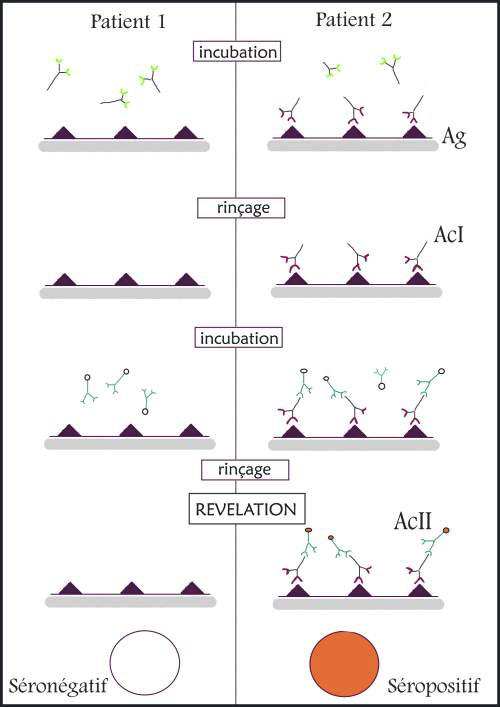 Patient 1
Patient 2
incubation
Ag
rinçage
AcI
incubation
rinçage
REVELATION
AcII
Séronégatif
Séropositif